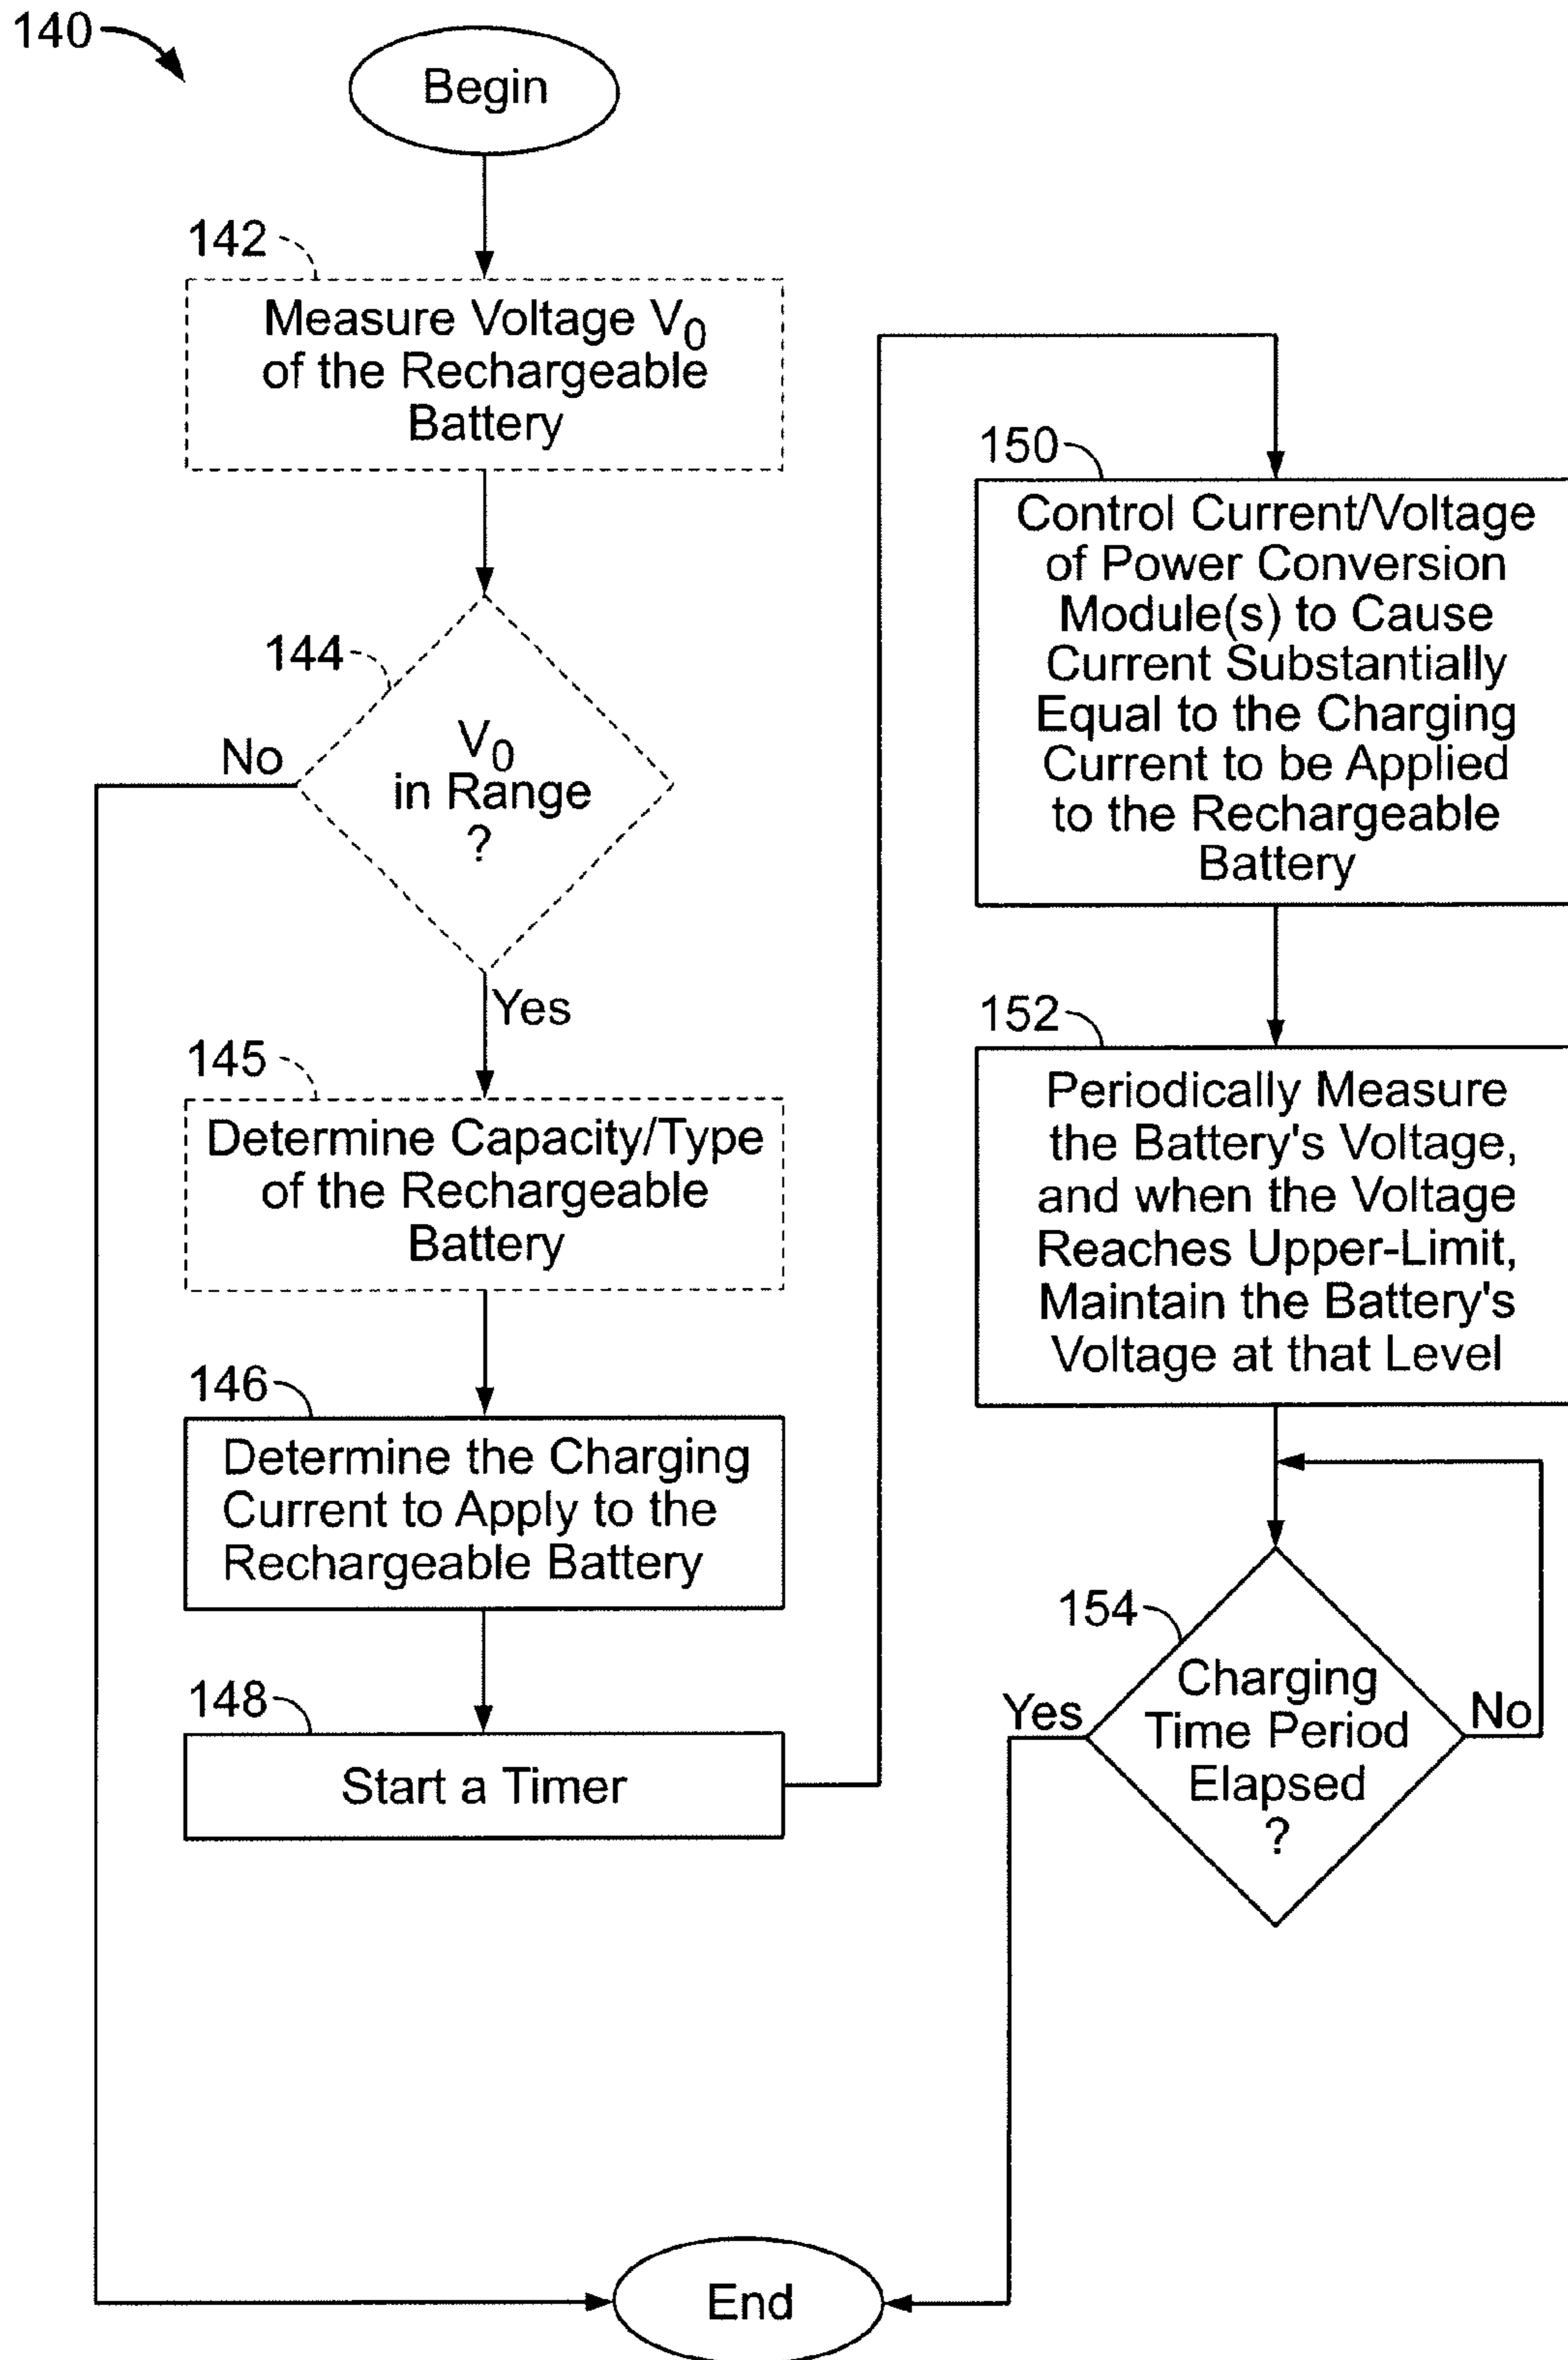 140
Begin
142
Measure Voltage V0
of the Rechargeable
Battery
144
V0
in Range
?
No
Yes
145
Determine Capacity/Type
of the Rechargeable
Battery
146
Determine the Charging
Current to Apply to the
Rechargeable Battery
148
Start a Timer
150
Control Current/Voltage
of Power Conversion
Module(s) to Cause
Current Substantially
Equal to the Charging
Current to be Applied
to the Rechargeable
Battery
152
Periodically Measure
the Battery's Voltage,
and when the Voltage
Reaches Upper-Limit,
Maintain the Battery's
Voltage at that Level
154
Charging
Time Period
Elapsed
?
Yes
No
End